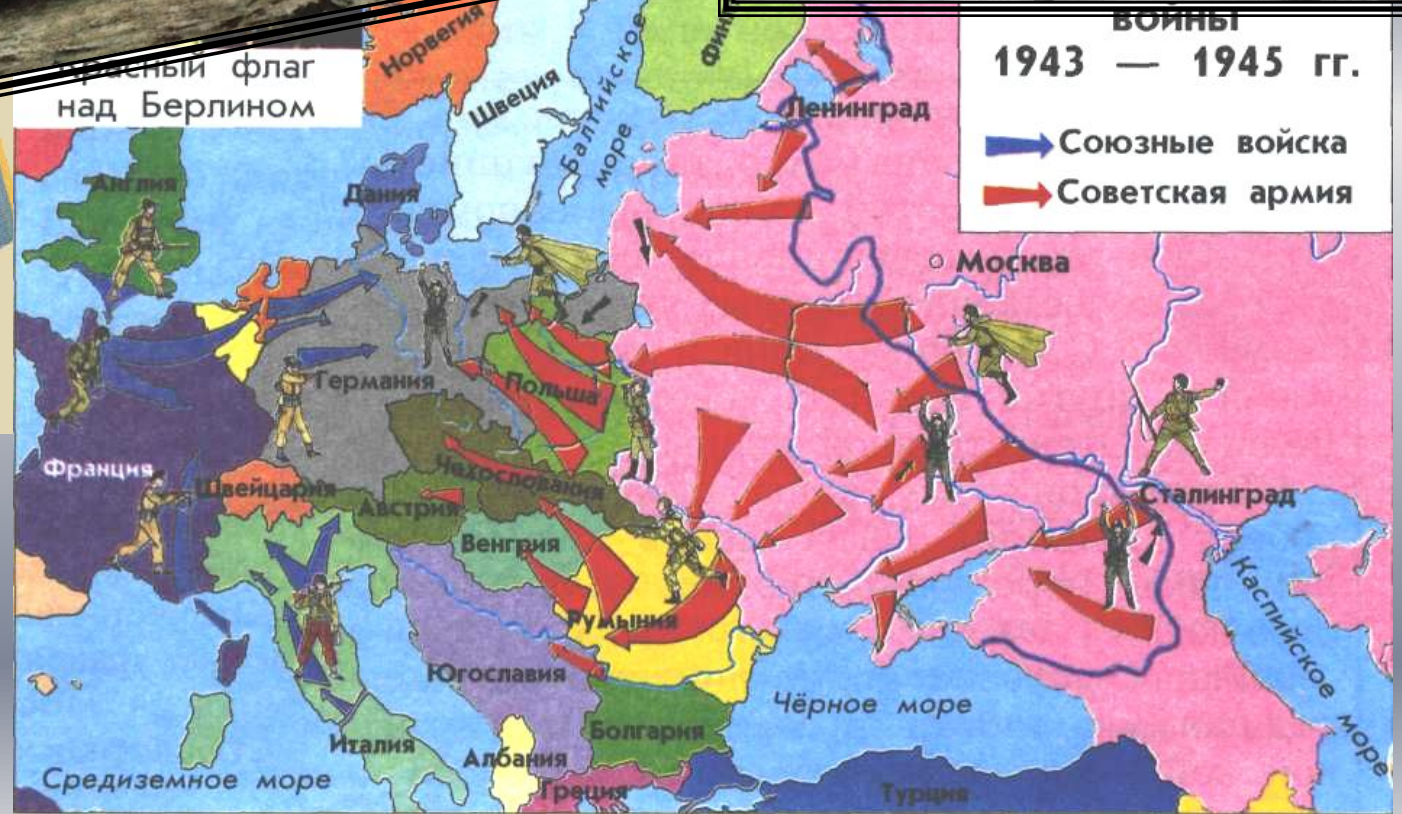 Красный флаг
над Берлином
ВОЙНЫ
1943 — 1945 гг.
Союзные войска
Советская армия
Норвегия
Швеция
Балтийское
море
Фин
Ленинград
Англия
Дания
Москва
Германия
Польша
Франция
Швейцария
Чехословакия
Австрия
Сталинград
Венгрия
Румыния
Каспийское море
Югославия
Чёрное море
Болгария
Италия
Албания
Средиземное море
Греция
Турция